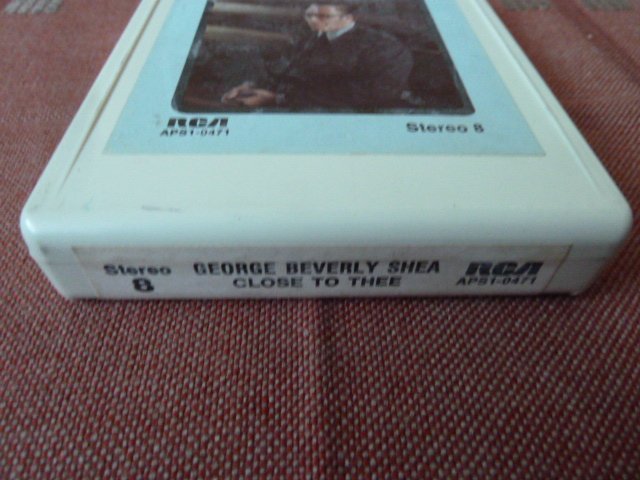 RCA
APS1-0471
Stereo 8
Stereo
8
GEORGE BEVERLY SHEA
CLOSE TO THEE
RCA
APS1-0471